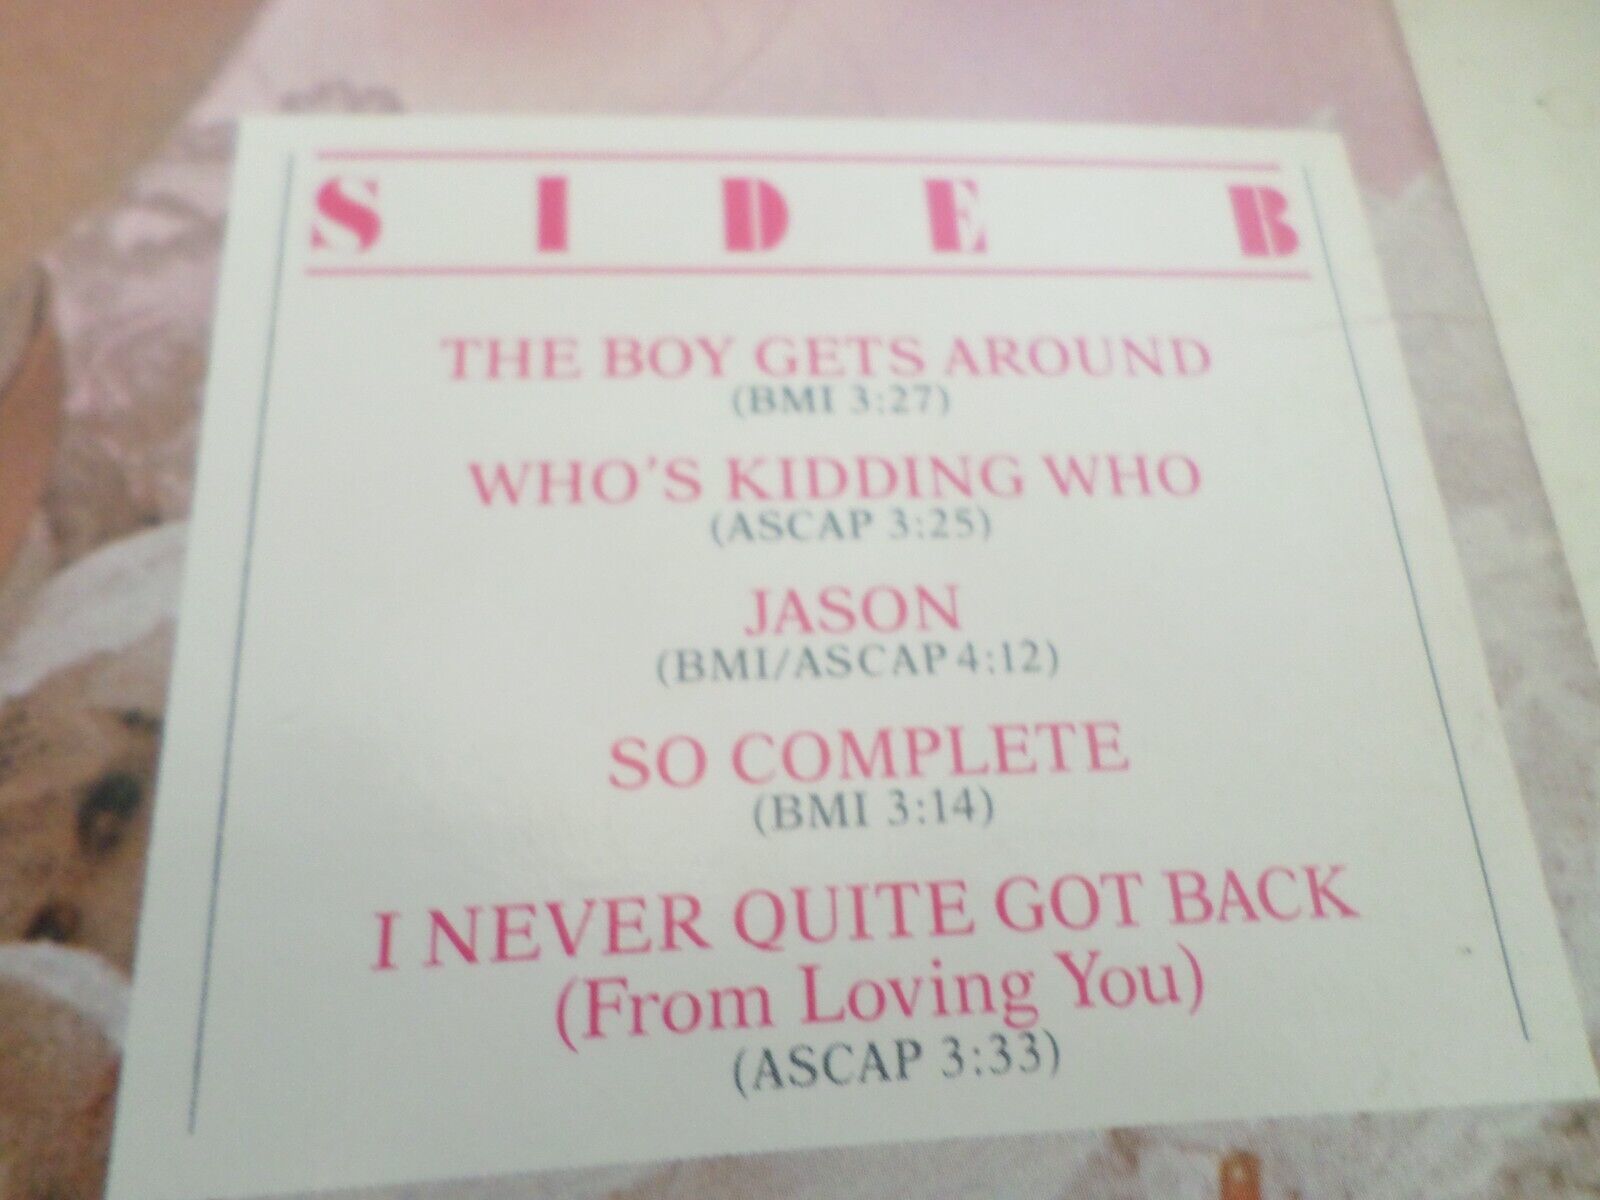 SIDE B
THE BOY GETS AROUND
(BMI 3:27)
WHO'S KIDDING WHO
(ASCAP 3:25)
JASON
(BMI/ASCAP 4:12)
SO COMPLETE
(BMI 3:14)
I NEVER QUITE GOT BACK
(From Loving You)
(ASCAP 3:33)